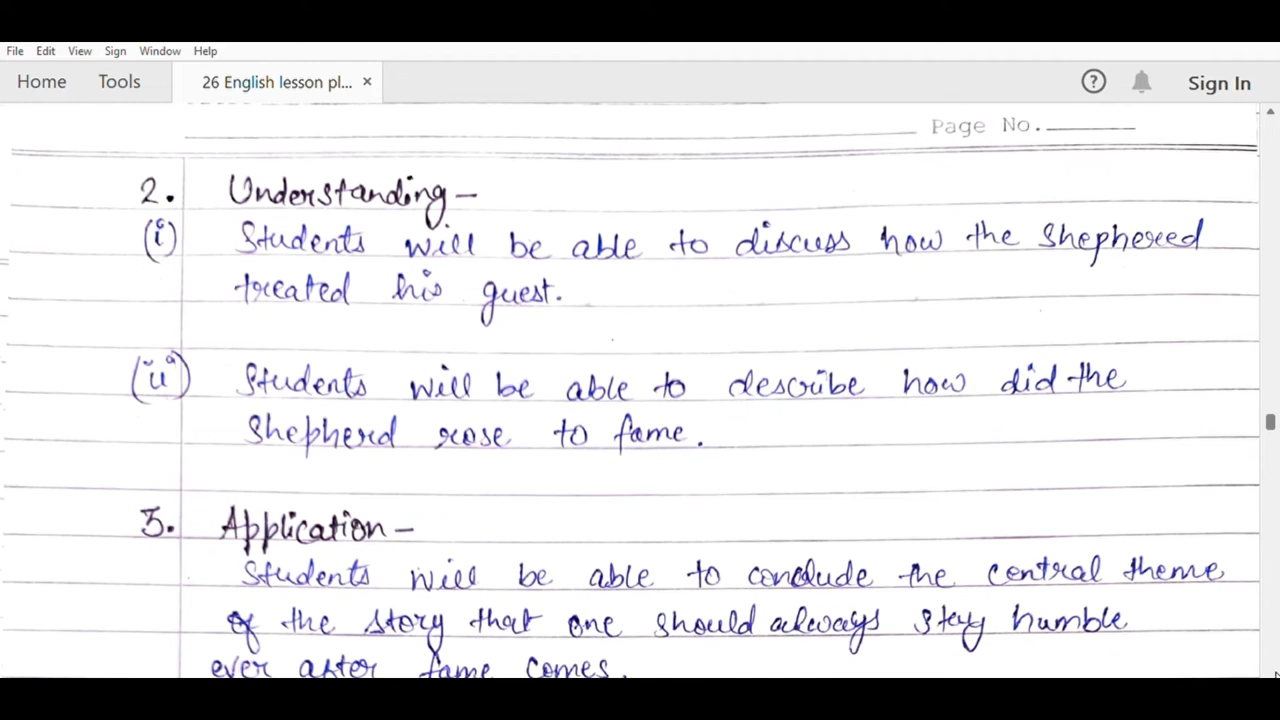 File Edit View Sign Window Help
Home Tools 26 English lesson pl... × ? Sign In
Page No.
2. Understanding –
(i) Students will be able to discuss how the shephered
treated his guest.
(ii) Students will be able to describe how did the
shepherd rose to fame.
3. Application –
Students will be able to conclude the central theme
of the story that one should always stay humble
ever after fame comes.